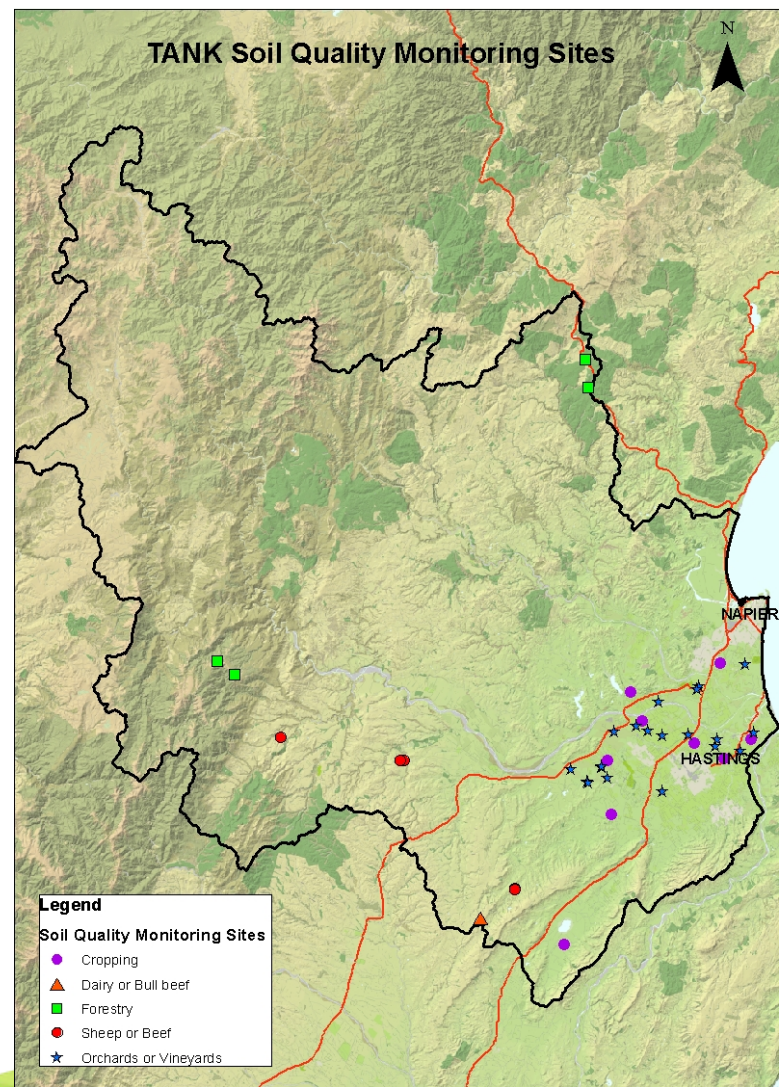 TANK Soil Quality Monitoring Sites
N
NAPIER
HASTINGS
Legend
Soil Quality Monitoring Sites
Cropping
Dairy or Bull beef
Forestry
Sheep or Beef
Orchards or Vineyards